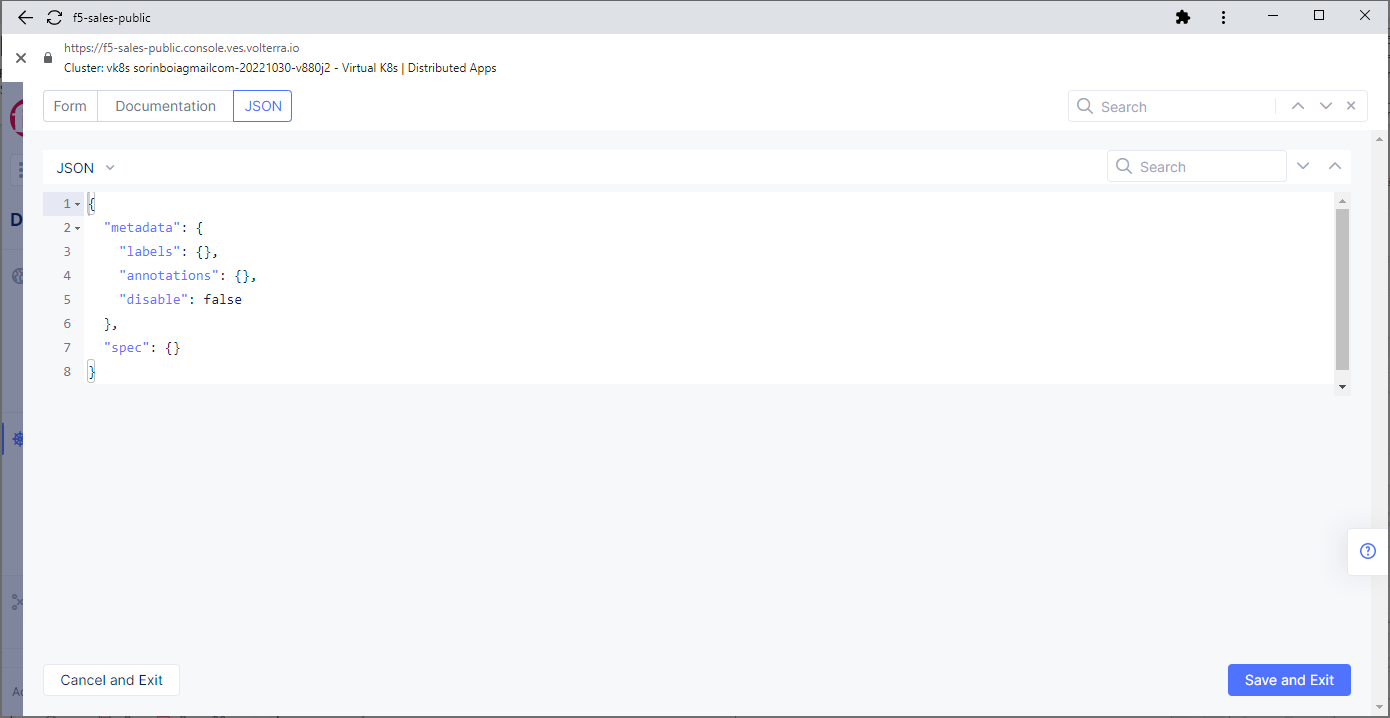 f5-sales-public
https://f5-sales-public.console.ves.volterra.io
Cluster: vk8s sorinboiagmailcom-20221030-v880j2 - Virtual K8s | Distributed Apps
Form Documentation JSON Search
JSON Search
1 {
2 "metadata": {
3 "labels": {},
4 "annotations": {},
5 "disable": false
6 },
7 "spec": {}
8 }
Cancel and Exit Save and Exit